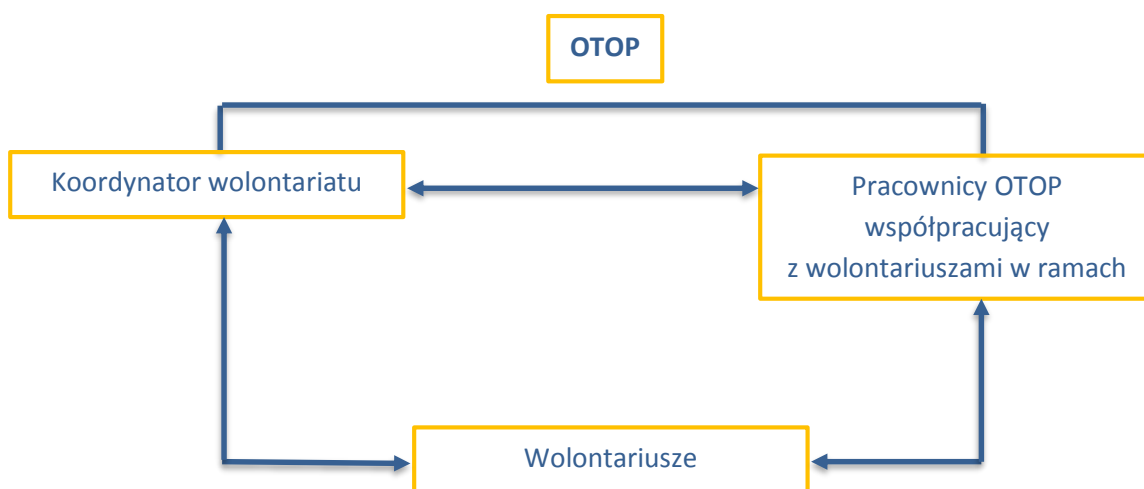 OTOP
Koordynator wolontariatu
Pracownicy OTOP
współpracujący
z wolontariuszami w ramach
Wolontariusze